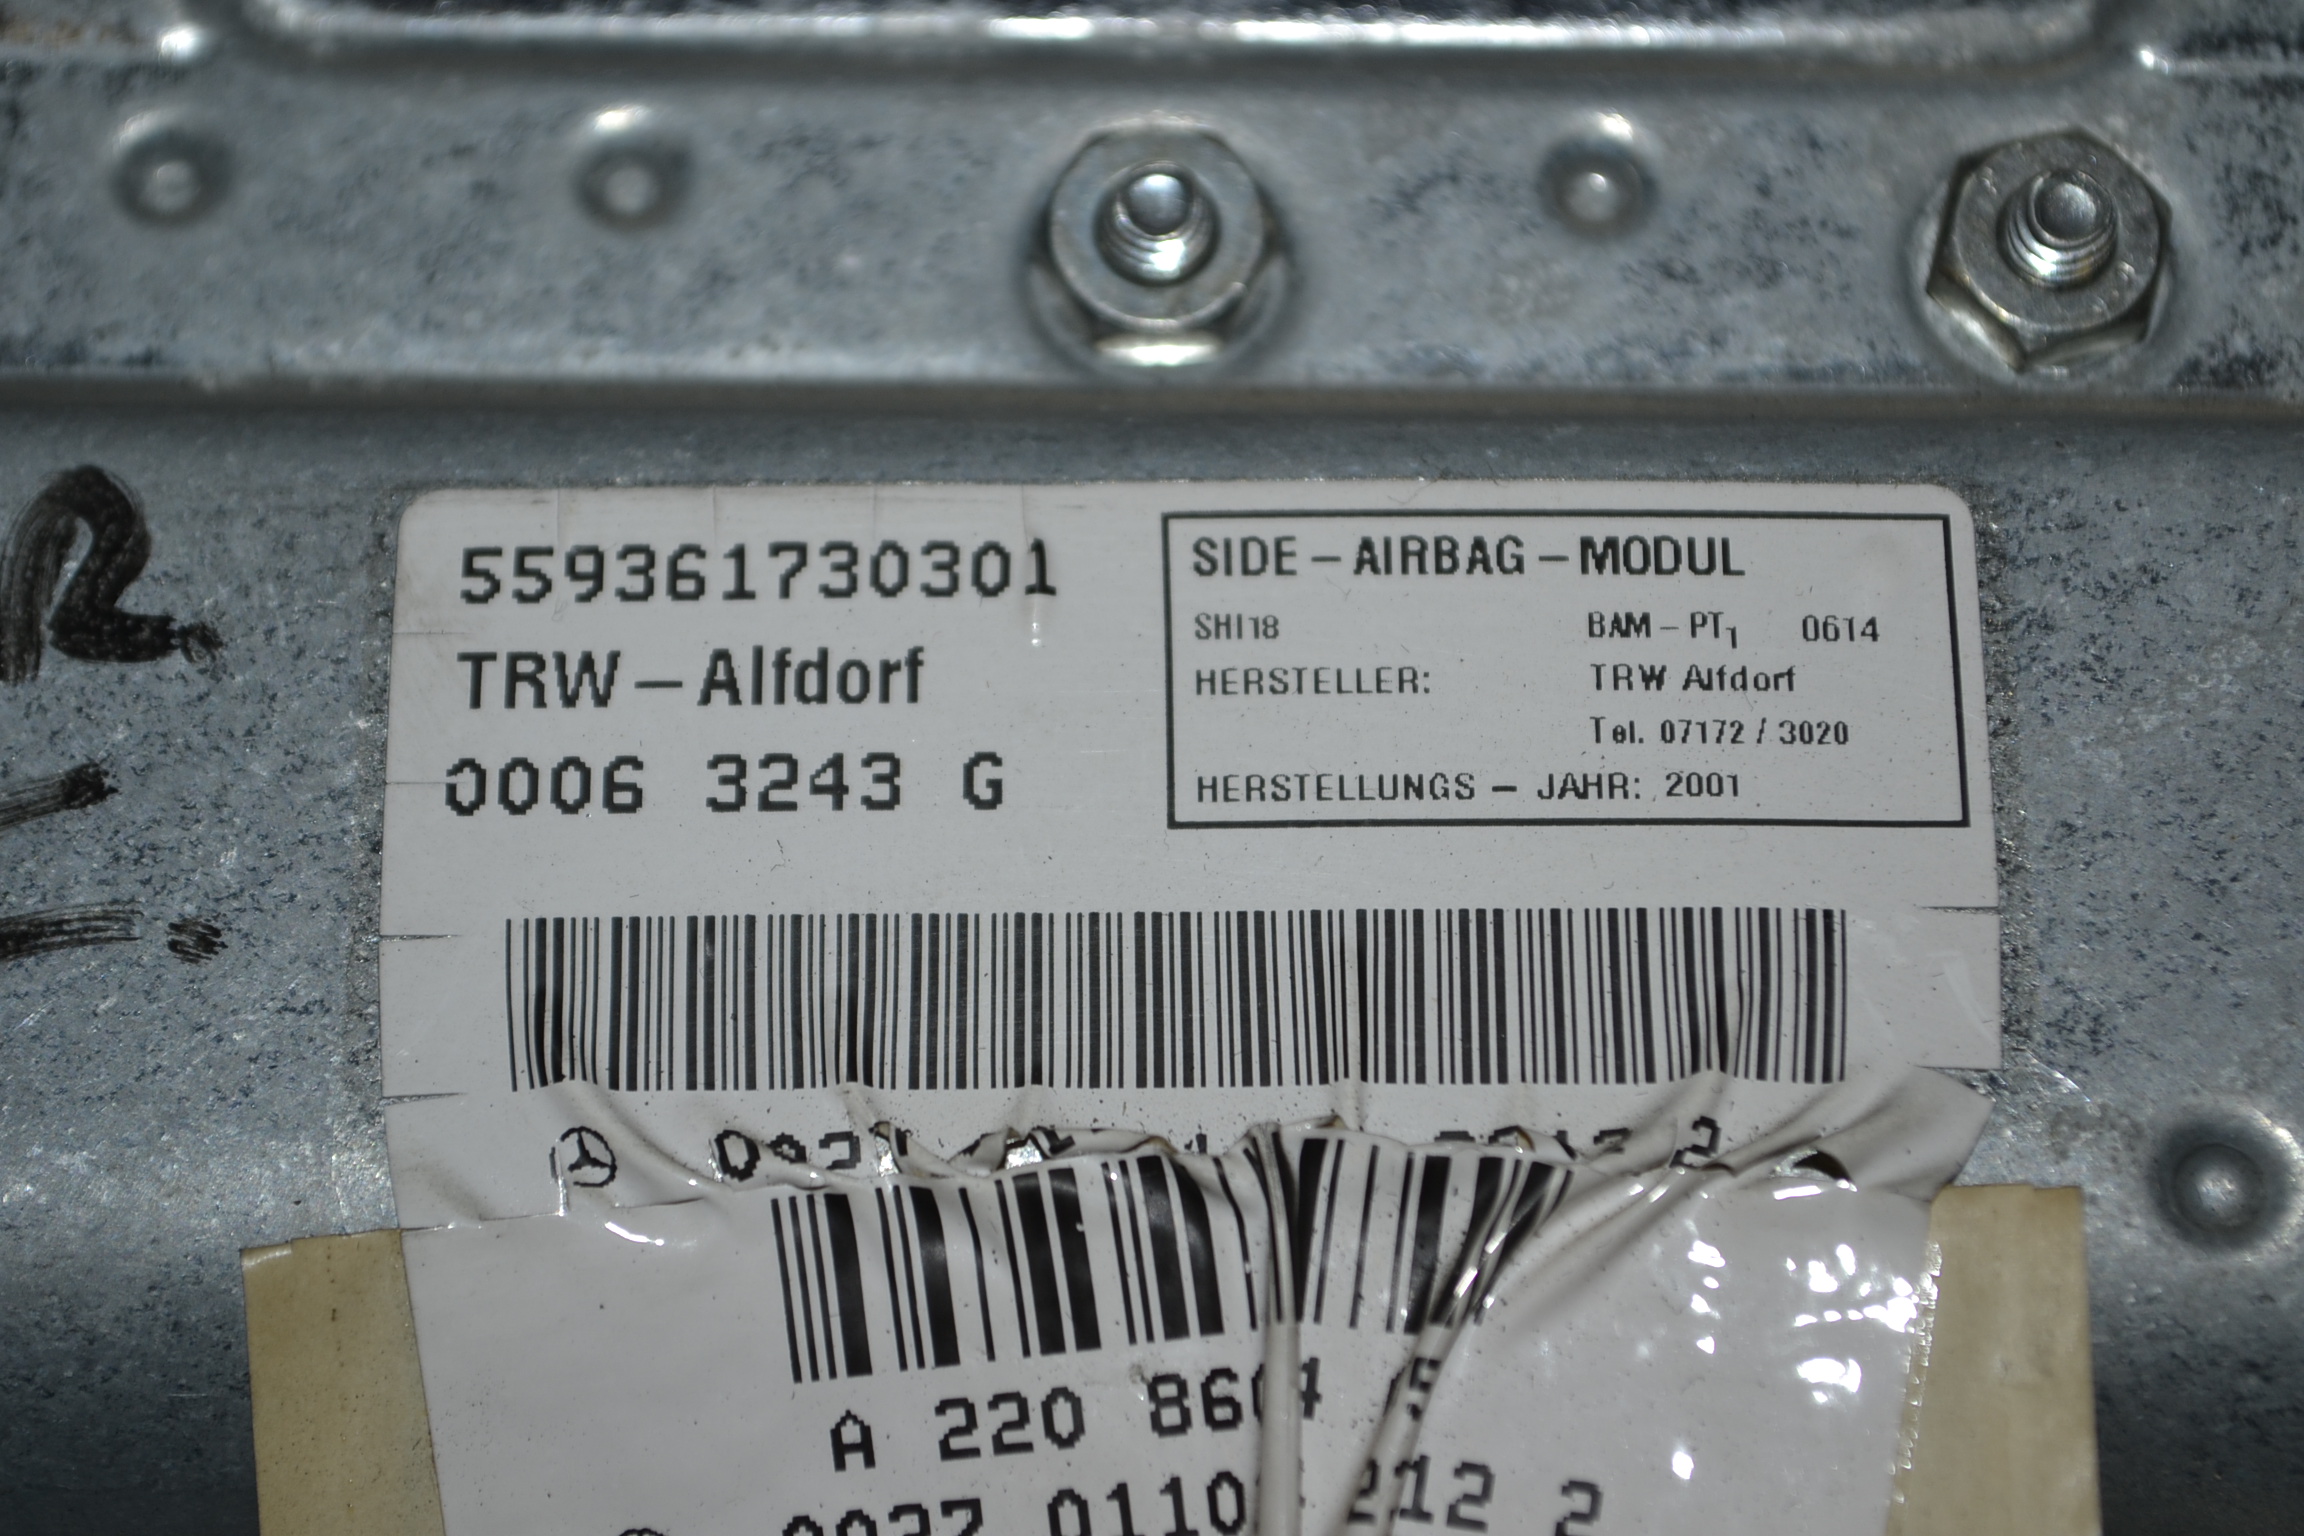 559361730301
TRW – Alfdorf
0006 3243 G
SIDE – AIRBAG – MODUL
SHI18 BAM – PT1 0614
HERSTELLER: TRW Alfdorf
Tel. 07172 / 3020
HERSTELLUNGS – JAHR: 2001
A 220
2